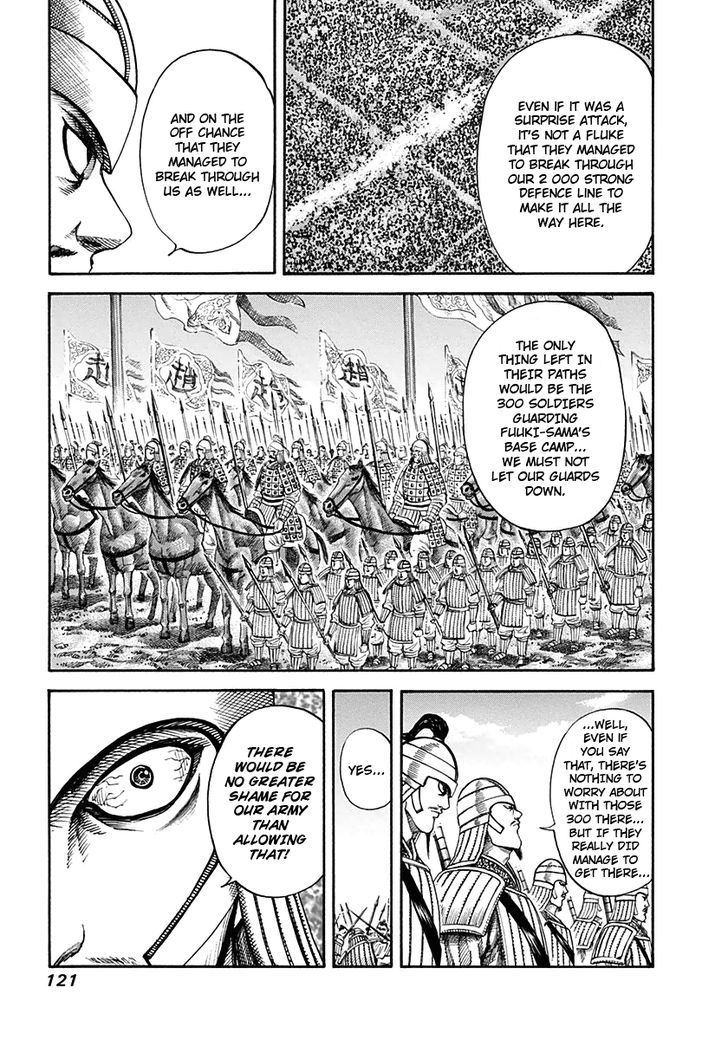 EVEN IF IT WAS A
SURPRISE ATTACK,
IT'S NOT A FLUKE
THAT THEY MANAGED
TO BREAK THROUGH
OUR 2 000 STRONG
DEFENCE LINE TO
MAKE IT ALL THE
WAY HERE.
AND ON THE
OFF CHANCE
THAT THEY
MANAGED TO
BREAK THROUGH
US AS WELL...
趙
趙
趙
趙
THE ONLY
THING LEFT IN
THEIR PATHS
WOULD BE THE
300 SOLDIERS
GUARDING
FUUKI-SAMA'S
BASE CAMP...
WE MUST NOT
LET OUR GUARDS
DOWN.
...WELL,
EVEN IF
YOU SAY
THAT, THERE'S
NOTHING TO
WORRY ABOUT
WITH THOSE
300 THERE...
BUT IF THEY
REALLY DID
MANAGE TO
GET THERE...
YES...
THERE
WOULD BE
NO GREATER
SHAME FOR
OUR ARMY
THAN
ALLOWING
THAT!
121